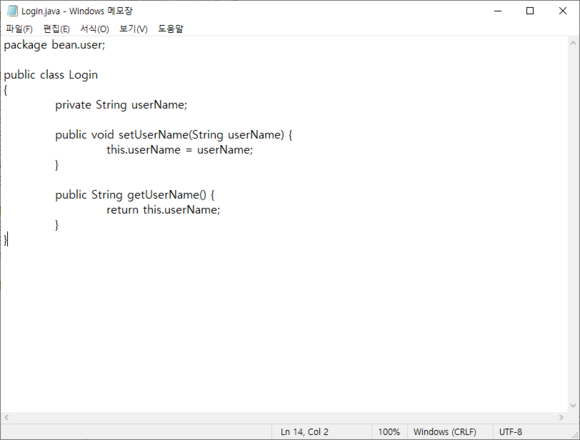 Login.java - Windows 메모장
파일(F) 편집(E) 서식(O) 보기(V) 도움말
package bean.user;
public class Login
{
private String userName;
public void setUserName(String userName) {
this.userName = userName;
}
public String getUserName() {
return this.userName;
}
}
Ln 14, Col 2 100% Windows (CRLF) UTF-8